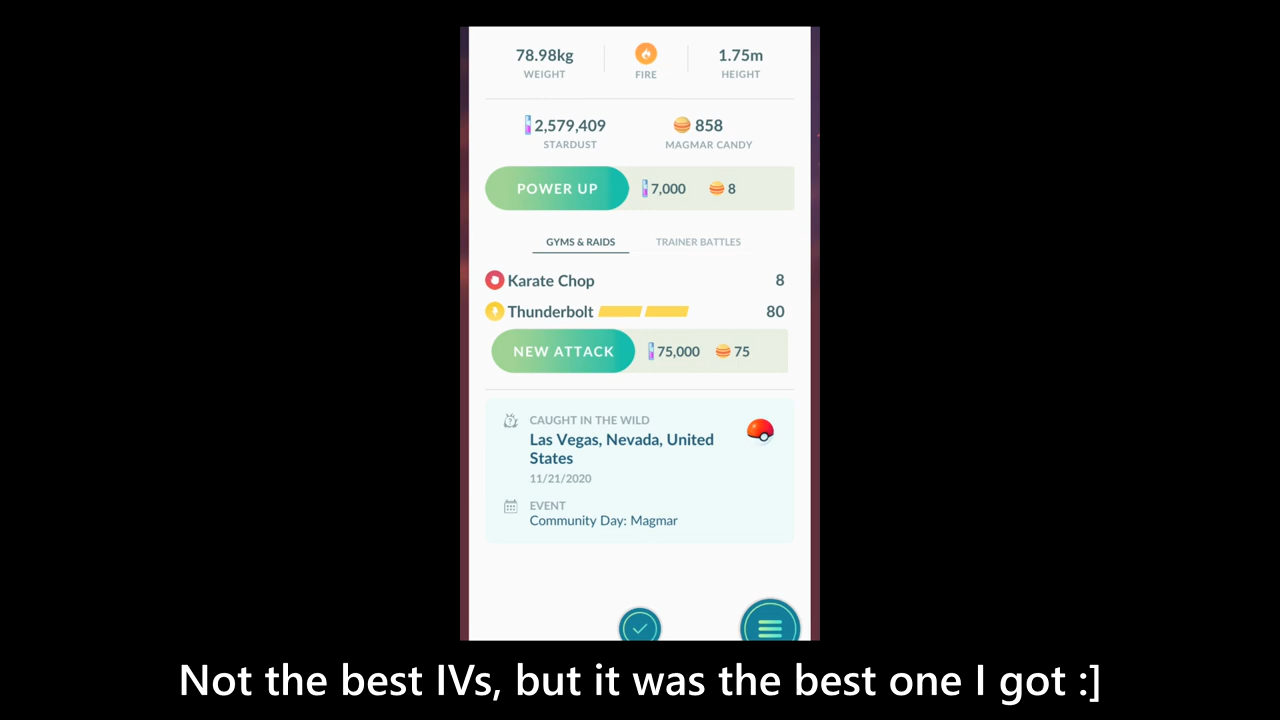 78.98kg
WEIGHT
FIRE
1.75m
HEIGHT
2,579,409
STARDUST
858
MAGMAR CANDY
POWER UP 7,000 8
GYMS & RAIDS TRAINER BATTLES
Karate Chop 8
Thunderbolt 80
NEW ATTACK 75,000 75
CAUGHT IN THE WILD
Las Vegas, Nevada, United
States
11/21/2020
EVENT
Community Day: Magmar
Not the best IVs, but it was the best one I got :]